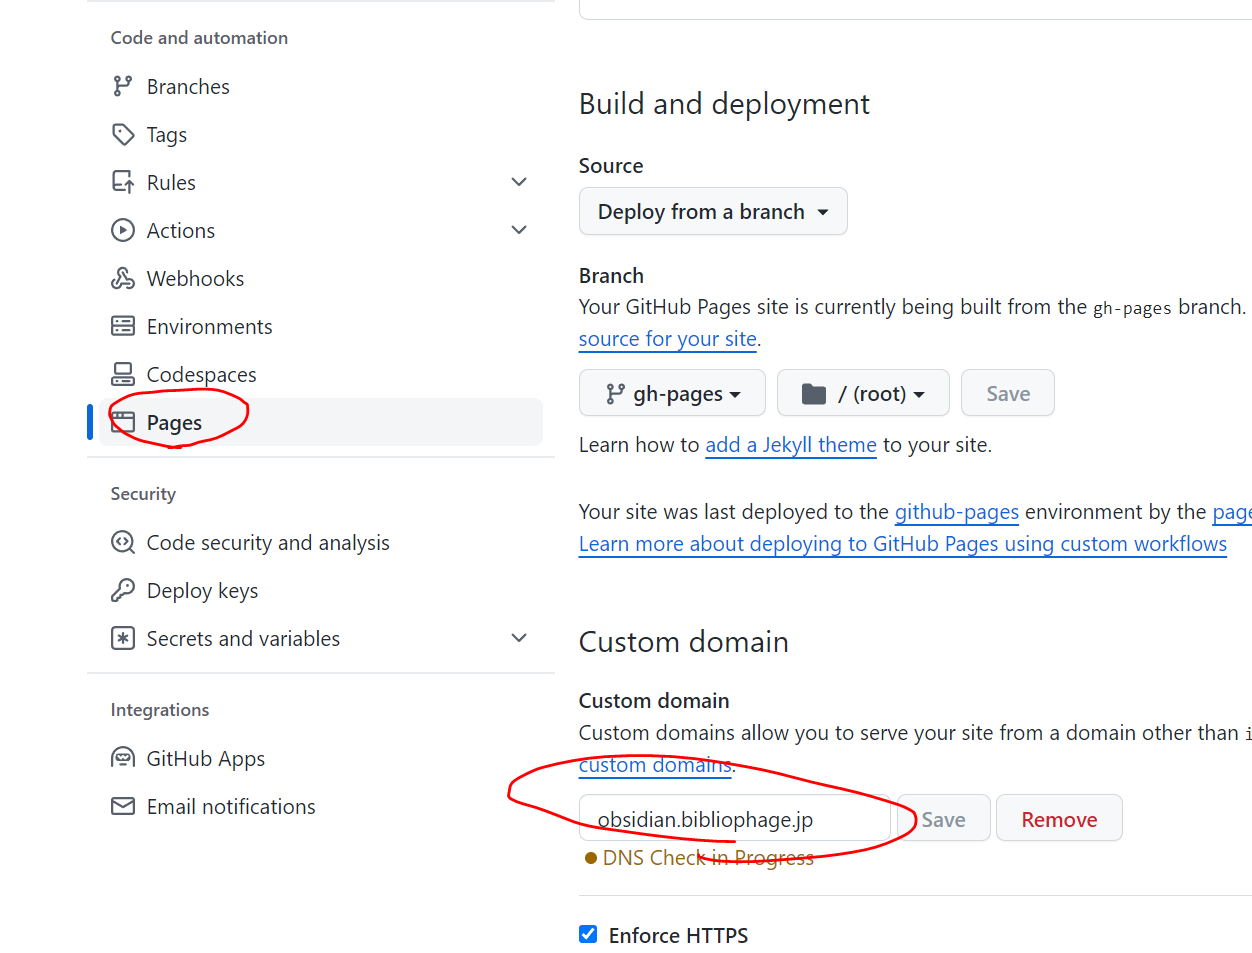 Code and automation
Branches
Tags
Rules
Actions
Webhooks
Environments
Codespaces
Pages
Security
Code security and analysis
Deploy keys
Secrets and variables
Integrations
GitHub Apps
Email notifications
Build and deployment
Source
Deploy from a branch
Branch
Your GitHub Pages site is currently being built from the gh-pages branch.
source for your site.
gh-pages
/ (root)
Save
Learn how to add a Jekyll theme to your site.
Your site was last deployed to the github-pages environment by the page
Learn more about deploying to GitHub Pages using custom workflows
Custom domain
Custom domain
Custom domains allow you to serve your site from a domain other than i
custom domains.
obsidian.bibliophage.jp
Save
Remove
DNS Check in Progress
Enforce HTTPS